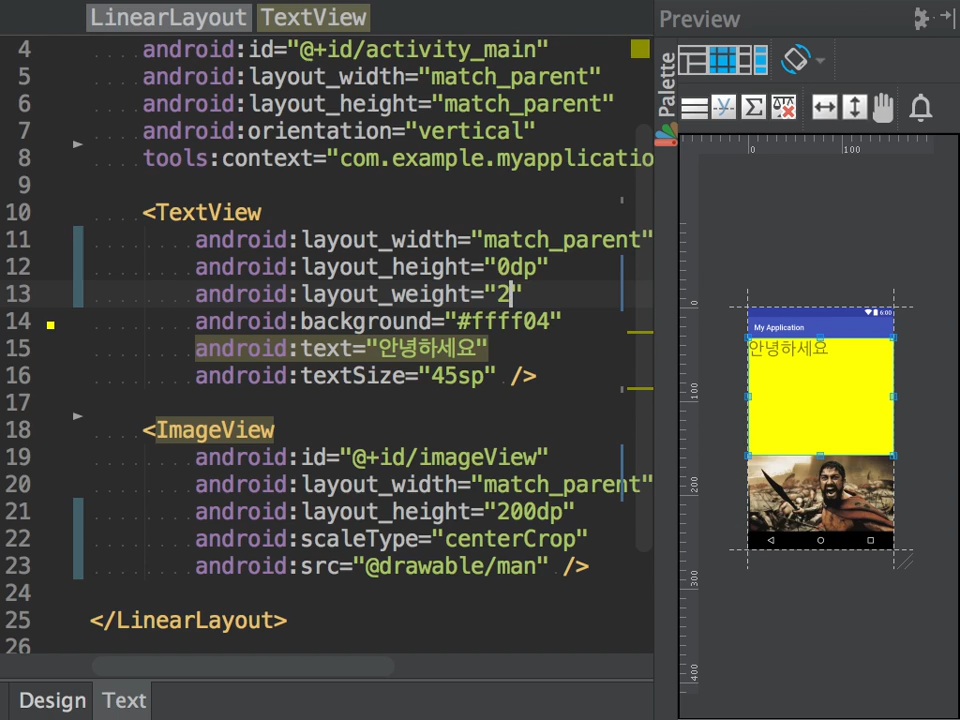 LinearLayout TextView
Preview
4 android:id="@+id/activity_main"
5 android:layout_width="match_parent"
6 android:layout_height="match_parent"
7 android:orientation="vertical"
8 tools:context="com.example.myapplicatio
9
10 <TextView
11 android:layout_width="match_parent"
12 android:layout_height="0dp"
13 android:layout_weight="2"
14 android:background="#ffff04"
15 android:text="안녕하세요"
16 android:textSize="45sp" />
17
18 <ImageView
19 android:id="@+id/imageView"
20 android:layout_width="match_parent"
21 android:layout_height="200dp"
22 android:scaleType="centerCrop"
23 android:src="@drawable/man" />
24
25 </LinearLayout>
26
Design Text
Palette
0 100
0
100
200
300
400
6:00
My Application
안녕하세요